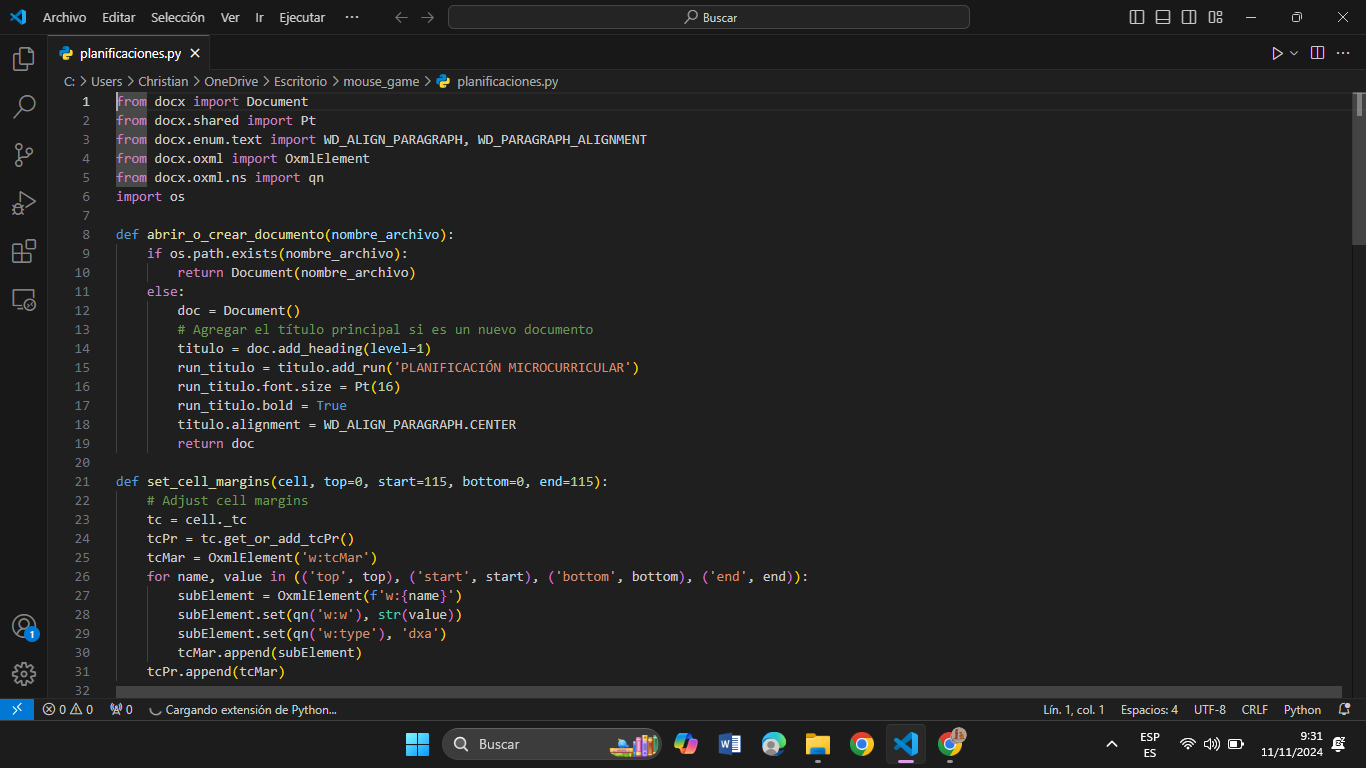 Archivo Editar Selección Ver Ir Ejecutar ··· Buscar
planificaciones.py
C: > Users > Christian > OneDrive > Escritorio > mouse_game > planificaciones.py
1 from docx import Document
2 from docx.shared import Pt
3 from docx.enum.text import WD_ALIGN_PARAGRAPH, WD_PARAGRAPH_ALIGNMENT
4 from docx.oxml import OxmlElement
5 from docx.oxml.ns import qn
6 import os
7
8 def abrir_o_crear_documento(nombre_archivo):
9     if os.path.exists(nombre_archivo):
10         return Document(nombre_archivo)
11     else:
12         doc = Document()
13         # Agregar el título principal si es un nuevo documento
14         titulo = doc.add_heading(level=1)
15         run_titulo = titulo.add_run('PLANIFICACIÓN MICROCURRICULAR')
16         run_titulo.font.size = Pt(16)
17         run_titulo.bold = True
18         titulo.alignment = WD_ALIGN_PARAGRAPH.CENTER
19         return doc
20
21 def set_cell_margins(cell, top=0, start=115, bottom=0, end=115):
22     # Adjust cell margins
23     tc = cell._tc
24     tcPr = tc.get_or_add_tcPr()
25     tcMar = OxmlElement('w:tcMar')
26     for name, value in (('top', top), ('start', start), ('bottom', bottom), ('end', end)):
27         subElement = OxmlElement(f'w:{name}')
28         subElement.set(qn('w:w'), str(value))
29         subElement.set(qn('w:type'), 'dxa')
30         tcMar.append(subElement)
31     tcPr.append(tcMar)
32
1
0 0 0 Cargando extensión de Python... Lín. 1, col. 1 Espacios: 4 UTF-8 CRLF Python
Buscar
ESP
ES
9:31
11/11/2024